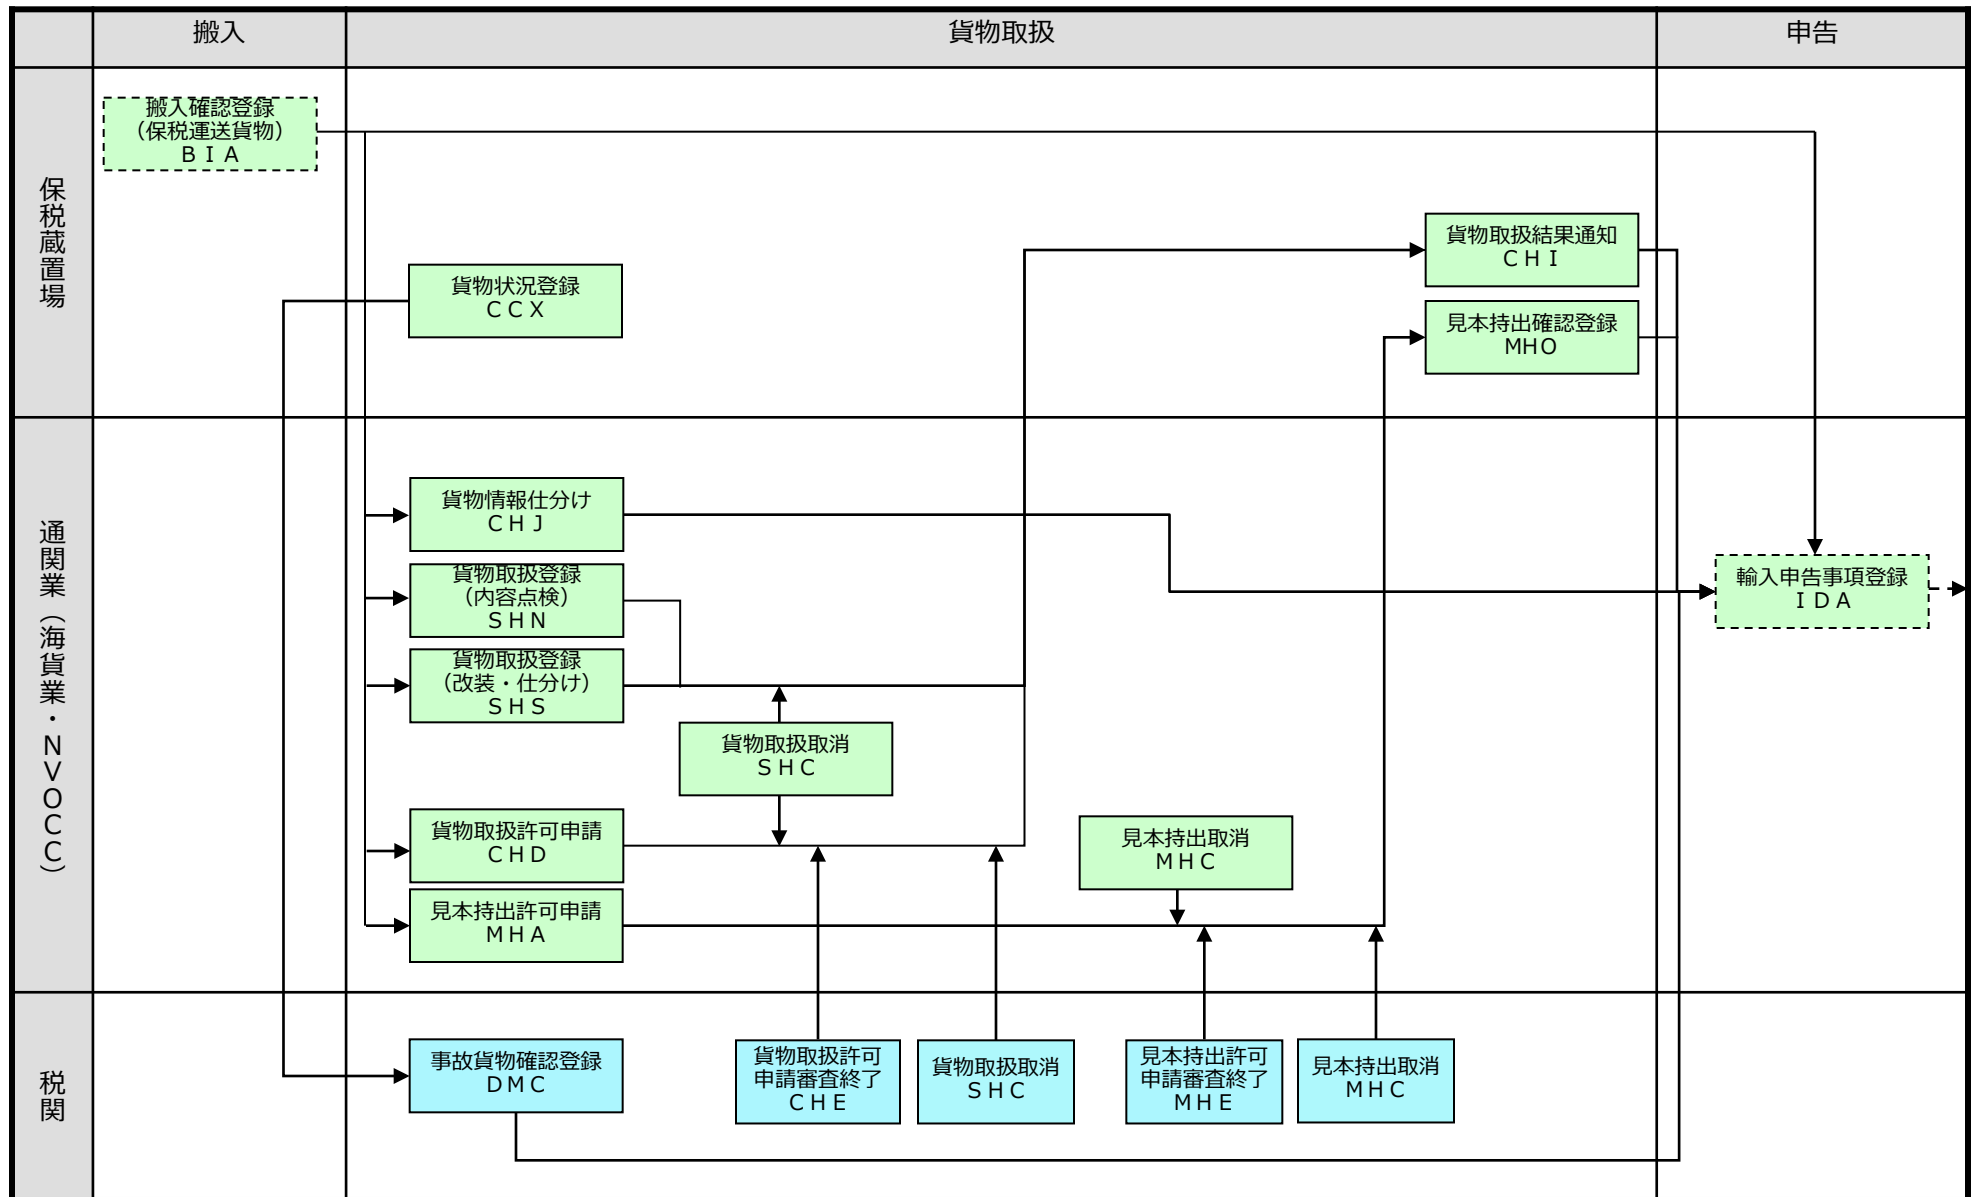 搬入
貨物取扱
申告
保税蔵置場
搬入確認登録
（保税運送貨物）
ＢＩＡ
貨物状況登録
ＣＣＸ
貨物取扱結果通知
ＣＨＩ
見本持出確認登録
ＭＨＯ
通関業（海貨業・ＮＶＯＣＣ）
貨物情報仕分け
ＣＨＪ
貨物取扱登録
（内容点検）
ＳＨＮ
貨物取扱登録
（改装・仕分け）
ＳＨＳ
貨物取扱取消
ＳＨＣ
貨物取扱許可申請
ＣＨＤ
見本持出許可申請
ＭＨＡ
見本持出取消
ＭＨＣ
輸入申告事項登録
ＩＤＡ
税関
事故貨物確認登録
ＤＭＣ
貨物取扱許可
申請審査終了
ＣＨＥ
貨物取扱取消
ＳＨＣ
見本持出許可
申請審査終了
ＭＨＥ
見本持出取消
ＭＨＣ